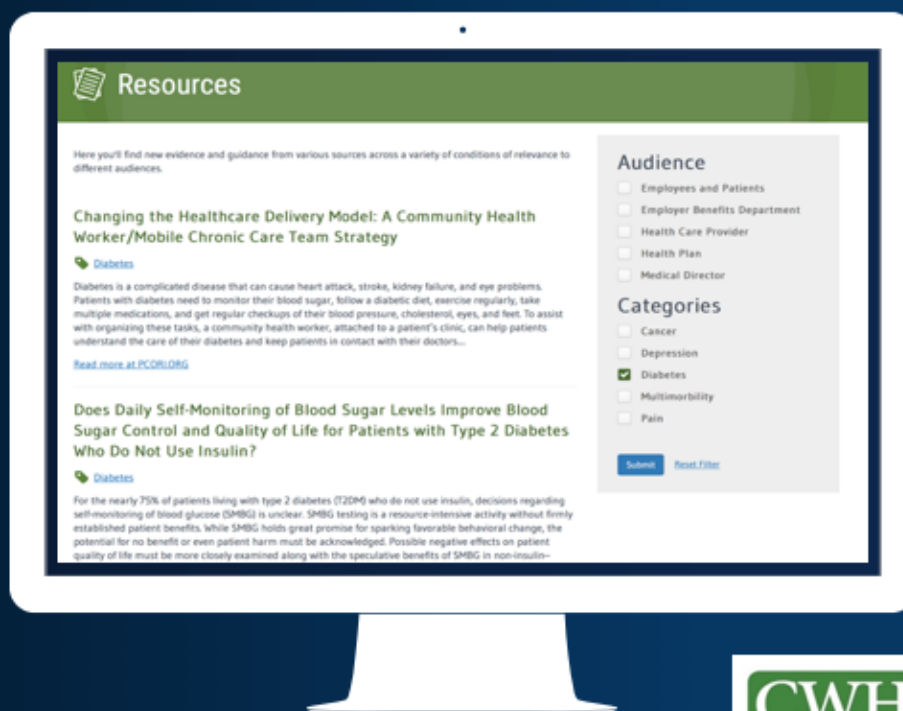 Resources
Here you'll find new evidence and guidance from various sources across a variety of conditions of relevance to
different audiences.
Changing the Healthcare Delivery Model: A Community Health
Worker/Mobile Chronic Care Team Strategy
Diabetes
Diabetes is a complicated disease that can cause heart attack, stroke, kidney failure, and eye problems.
Patients with diabetes need to monitor their blood sugar, follow a diabetic diet, exercise regularly, take
multiple medications, and get regular checkups of their blood pressure, cholesterol, eyes, and feet. To assist
with organizing these tasks, a community health worker, attached to a patient's clinic, can help patients
understand the care of their diabetes and keep patients in contact with their doctors...
Read more at PCORI.ORG
Does Daily Self-Monitoring of Blood Sugar Levels Improve Blood
Sugar Control and Quality of Life for Patients with Type 2 Diabetes
Who Do Not Use Insulin?
Diabetes
For the nearly 75% of patients living with type 2 diabetes (T2DM) who do not use insulin, decisions regarding
self-monitoring of blood glucose (SMBG) is unclear. SMBG testing is a resource-intensive activity without firmly
established patient benefits. While SMBG holds great promise for sparking favorable behavioral change, the
potential for no benefit or even patient harm must be acknowledged. Possible negative effects on patient
quality of life must be more closely examined along with the speculative benefits of SMBG in non-insulin–
Audience
Employees and Patients
Employer Benefits Department
Health Care Provider
Health Plan
Medical Director
Categories
Cancer
Depression
Diabetes
Multimorbility
Pain
Submit Reset Filter
CWH